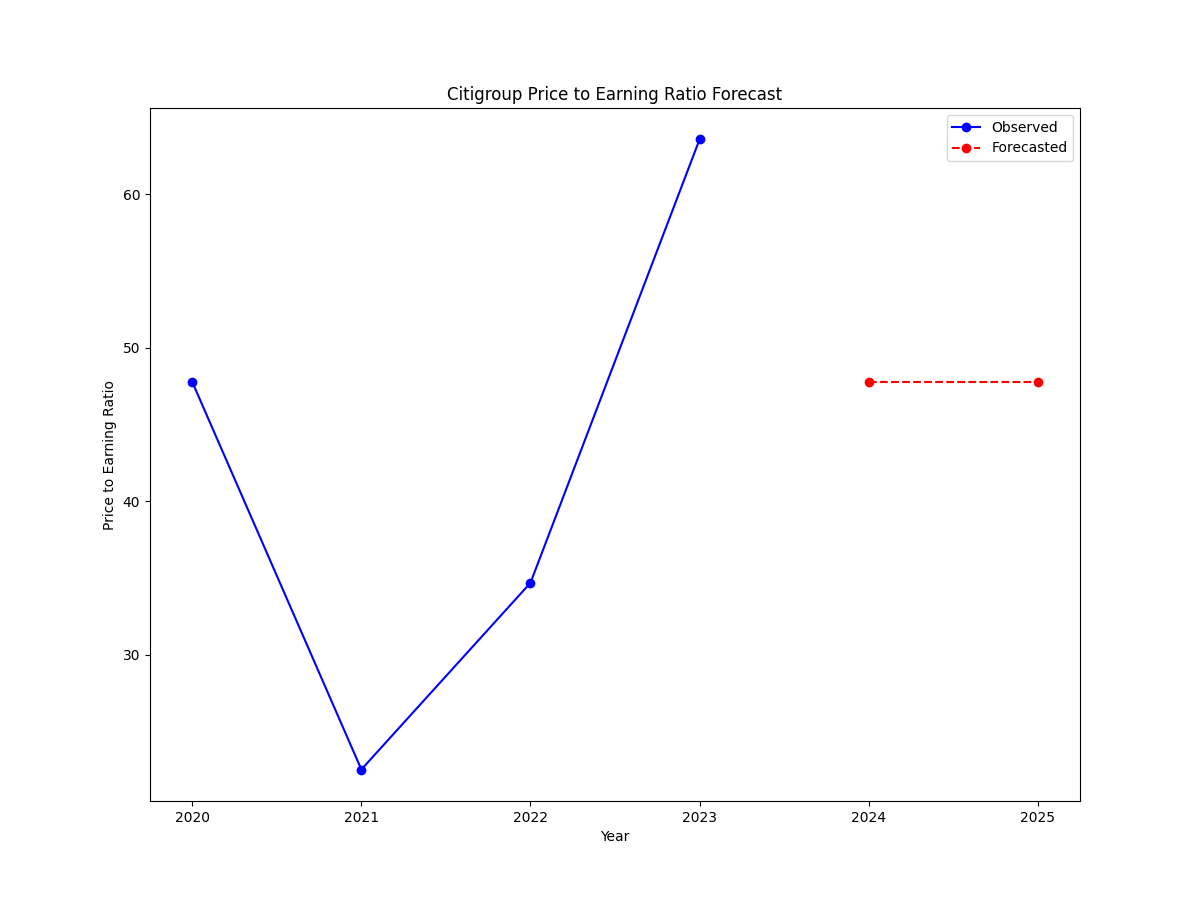 Citigroup Price to Earning Ratio Forecast
Observed
Forecasted
60
50
40
30
Price to Earning Ratio
2020 2021 2022 2023 2024 2025
Year